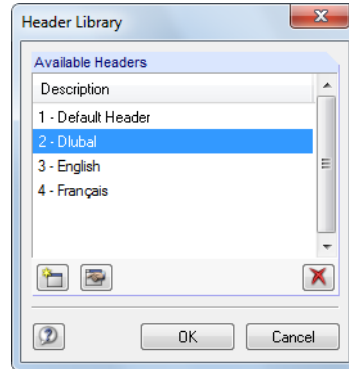 Header Library
Available Headers
Description
1 - Default Header
2 - Dlubal
3 - English
4 - Français
OK
Cancel